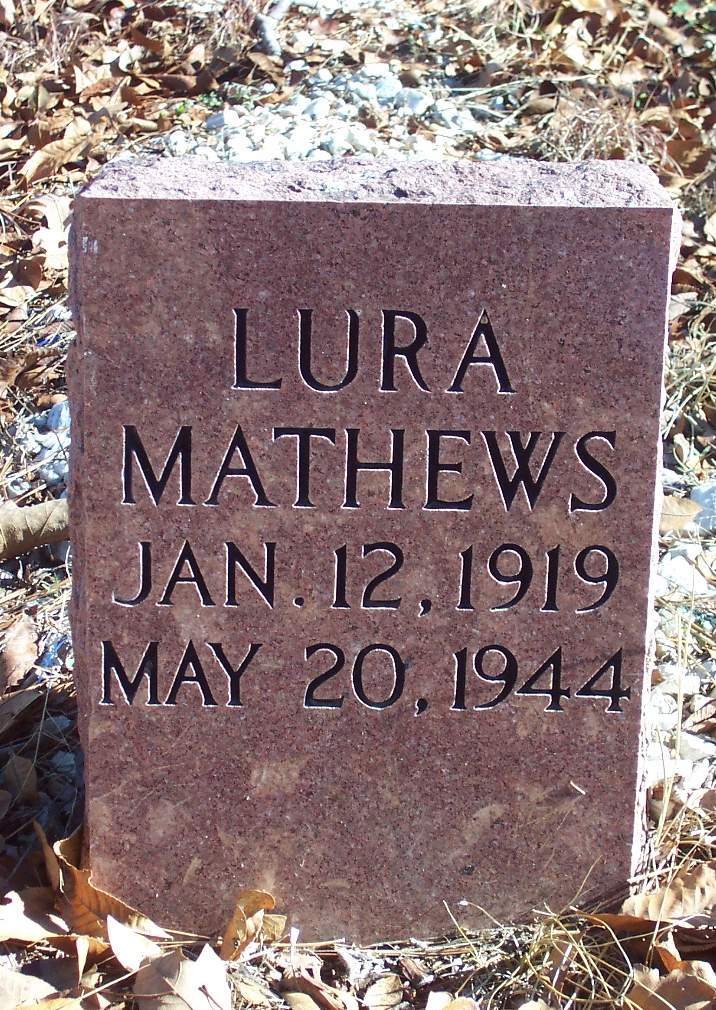 LURA
MATHEWS
JAN. 12, 1919
MAY 20, 1944